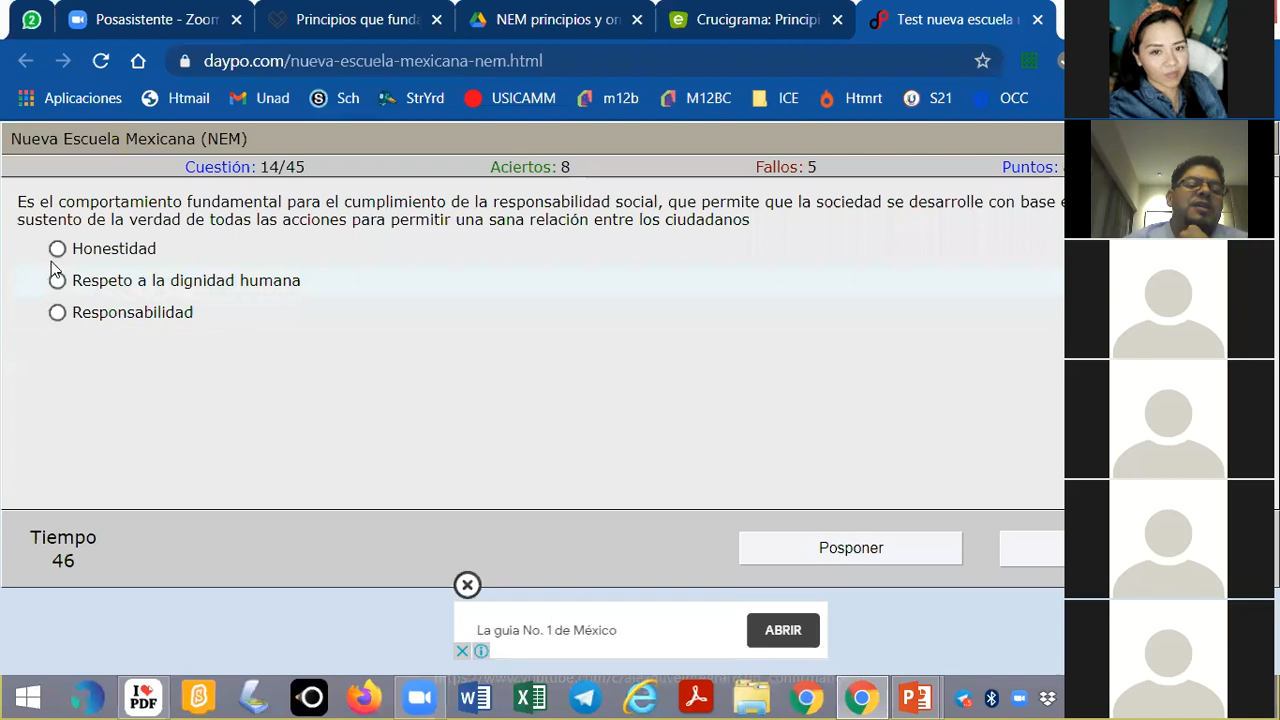 Posasistente - Zoom
Principios que funda
NEM principios y or
Crucigrama: Principi
Test nueva escuela
daypo.com/nueva-escuela-mexicana-nem.html
Aplicaciones Htmail Unad Sch StrYrd USICAMM m12b M12BC ICE Htmrt S21 OCC
Nueva Escuela Mexicana (NEM)
Cuestión: 14/45 Aciertos: 8 Fallos: 5 Puntos:
Es el comportamiento fundamental para el cumplimiento de la responsabilidad social, que permite que la sociedad se desarrolle con base e
sustento de la verdad de todas las acciones para permitir una sana relación entre los ciudadanos
Honestidad
Respeto a la dignidad humana
Responsabilidad
Tiempo
46
Posponer
La guia No. 1 de México
ABRIR
I
PDF